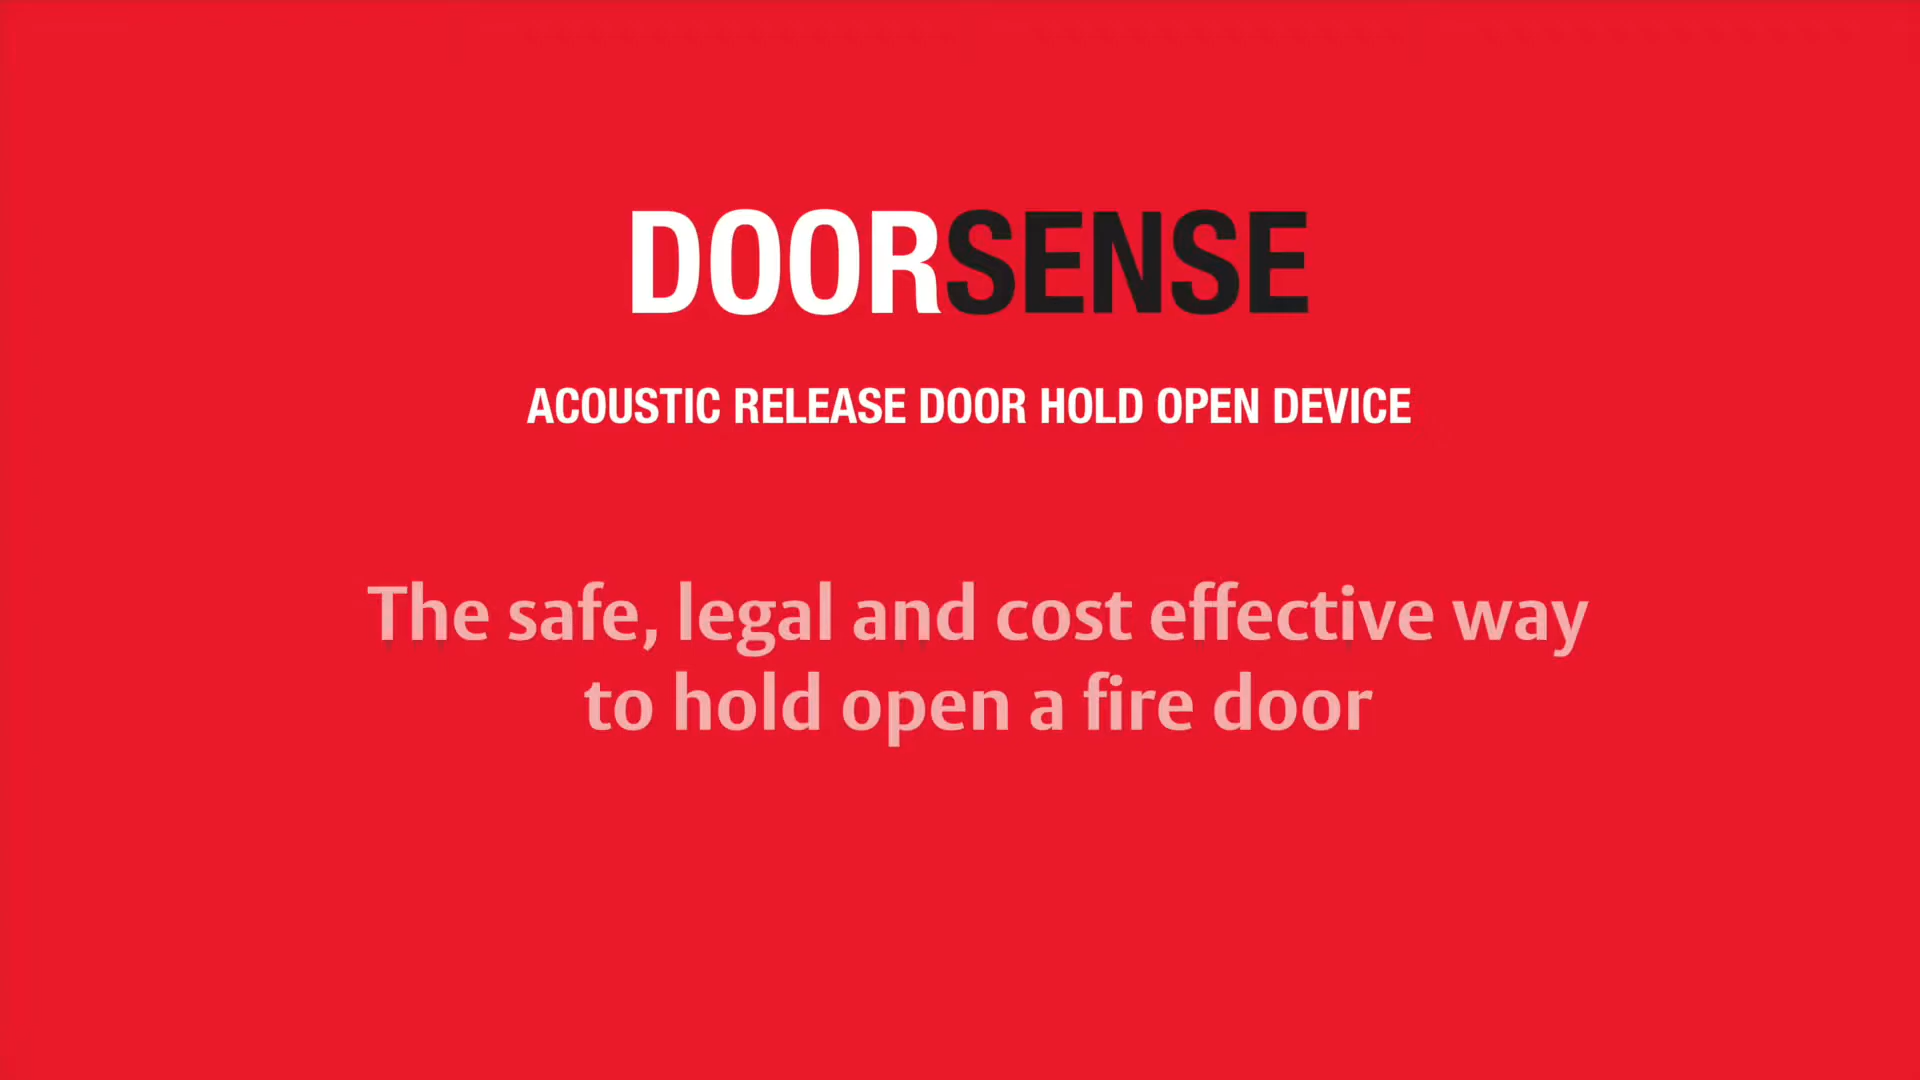 DOORSENSE
ACOUSTIC RELEASE DOOR HOLD OPEN DEVICE
The safe, legal and cost effective way
to hold open a fire door